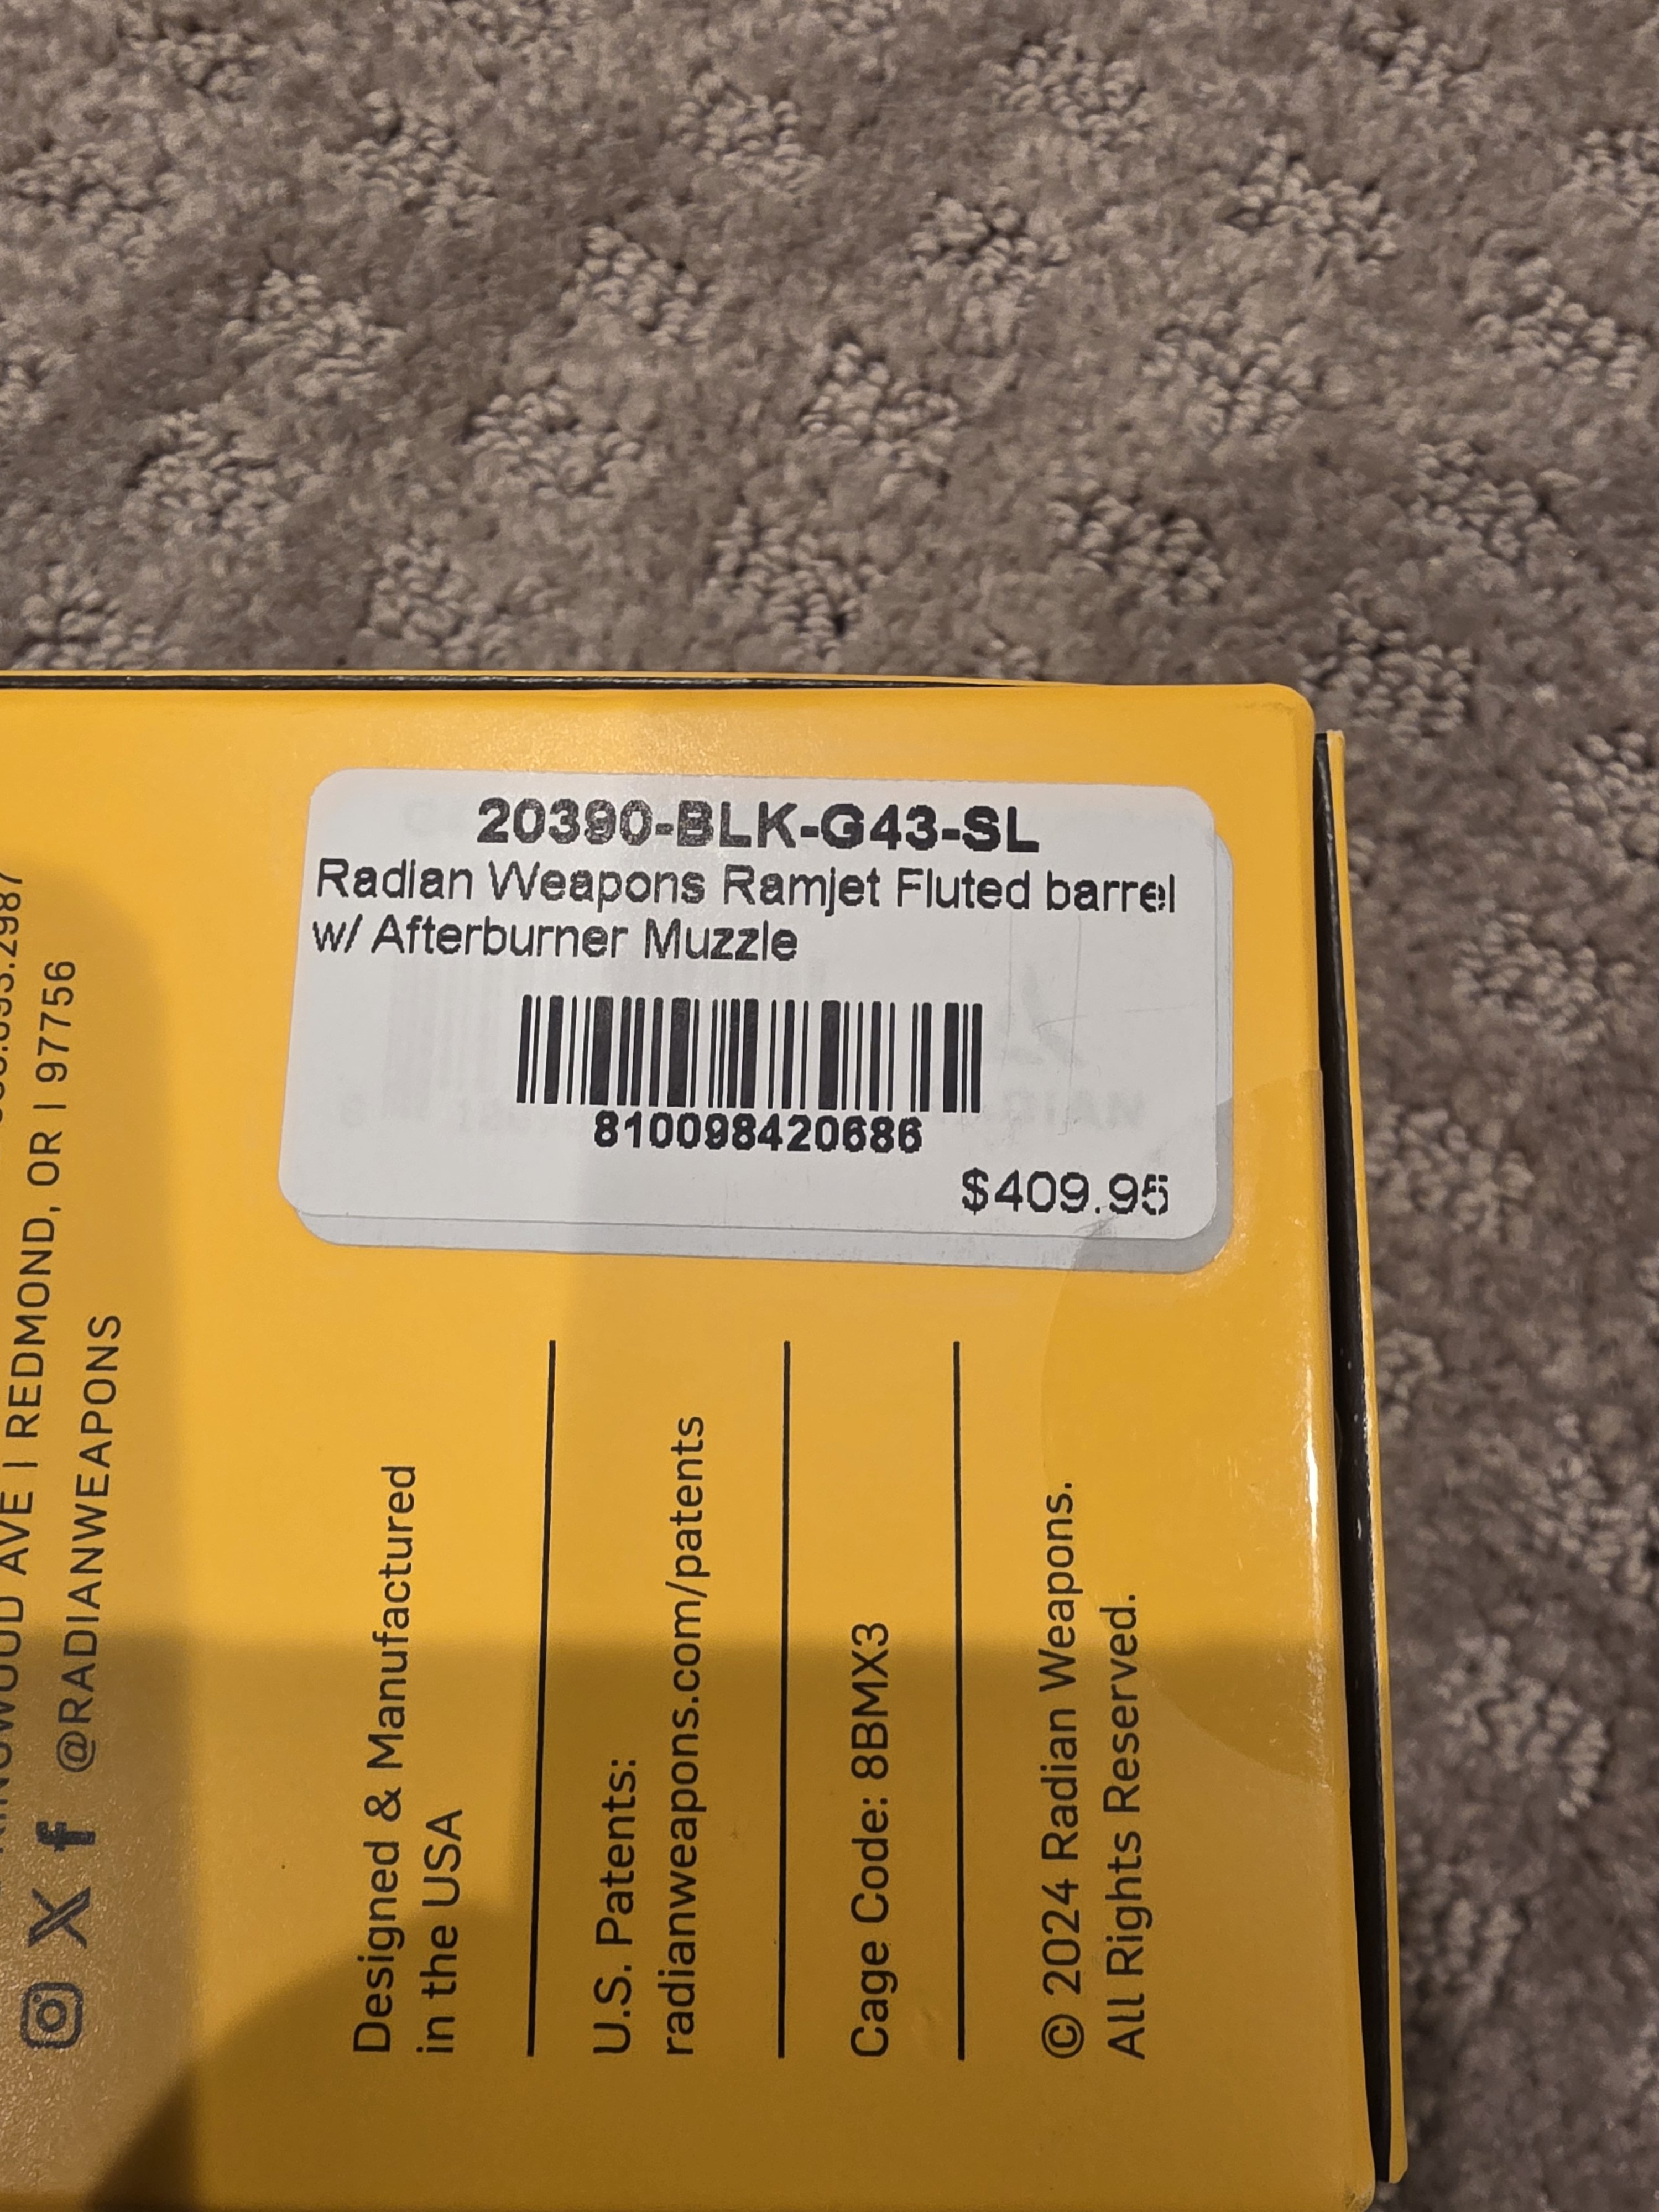 20390-BLK-G43-SL
Radian Weapons Ramjet Fluted barrel
w/ Afterburner Muzzle
810098420686
$409.95
AVE | REDMOND, OR | 97756
@RADIANWEAPONS
Designed & Manufactured
in the USA
U.S. Patents:
radianweapons.com/patents
Cage Code: 8BMX3
© 2024 Radian Weapons.
All Rights Reserved.